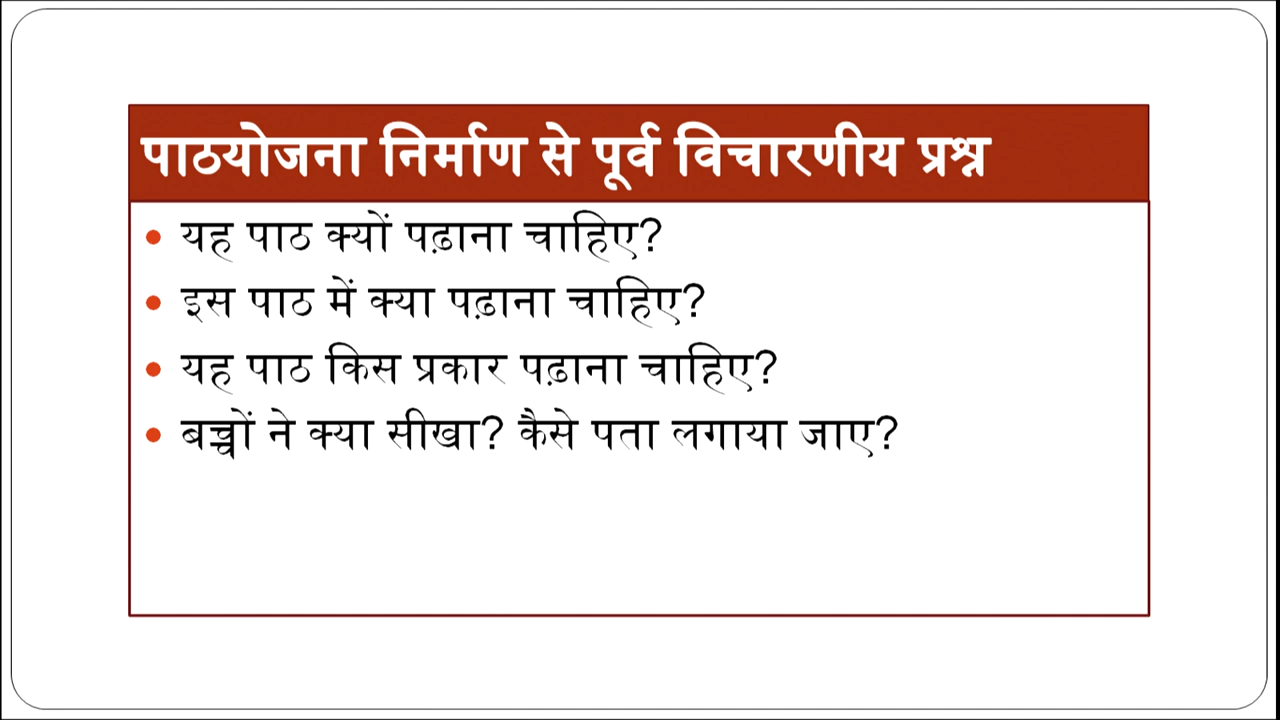 पाठयोजना निर्माण से पूर्व विचारणीय प्रश्न
• यह पाठ क्यों पढ़ाना चाहिए?
• इस पाठ में क्या पढ़ाना चाहिए?
• यह पाठ किस प्रकार पढ़ाना चाहिए?
• बच्चों ने क्या सीखा? कैसे पता लगाया जाए?